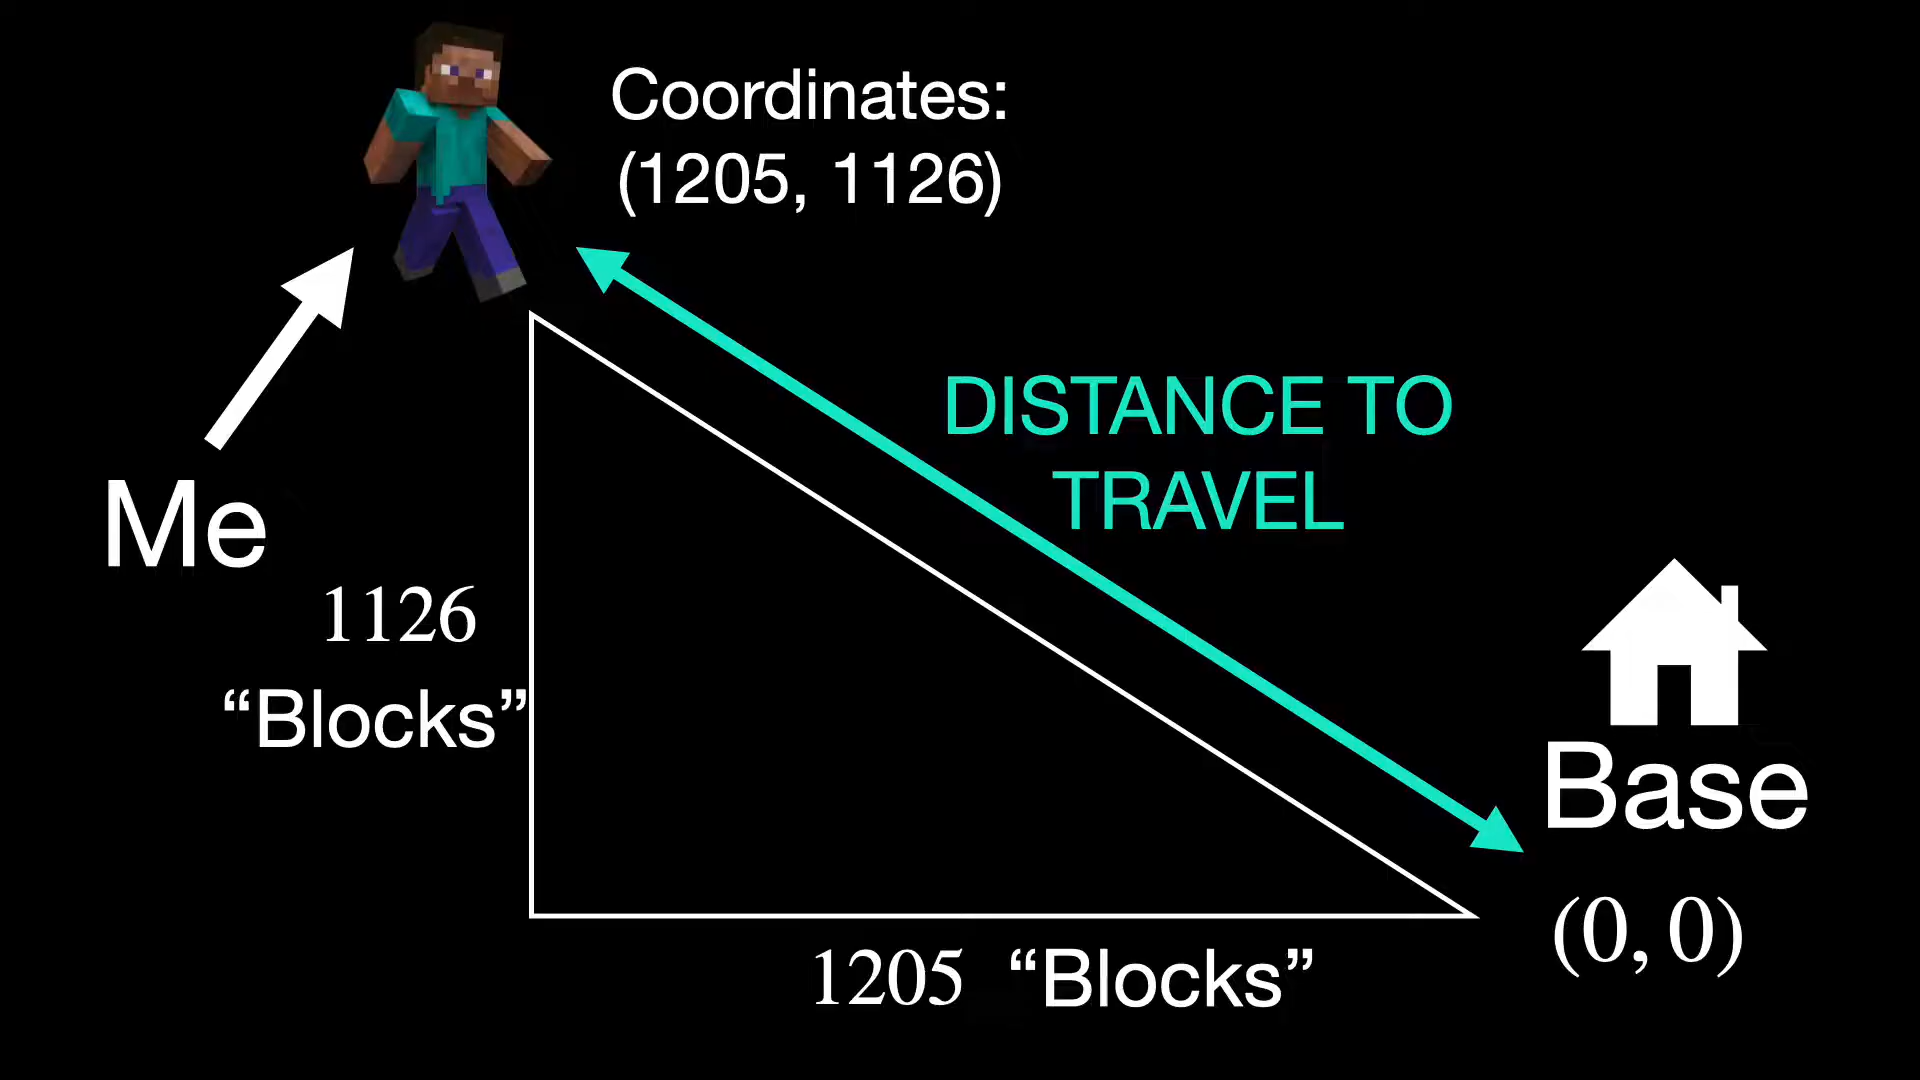 Coordinates:
(1205, 1126)
DISTANCE TO
TRAVEL
Me
1126
“Blocks”
Base
(0, 0)
1205 “Blocks”